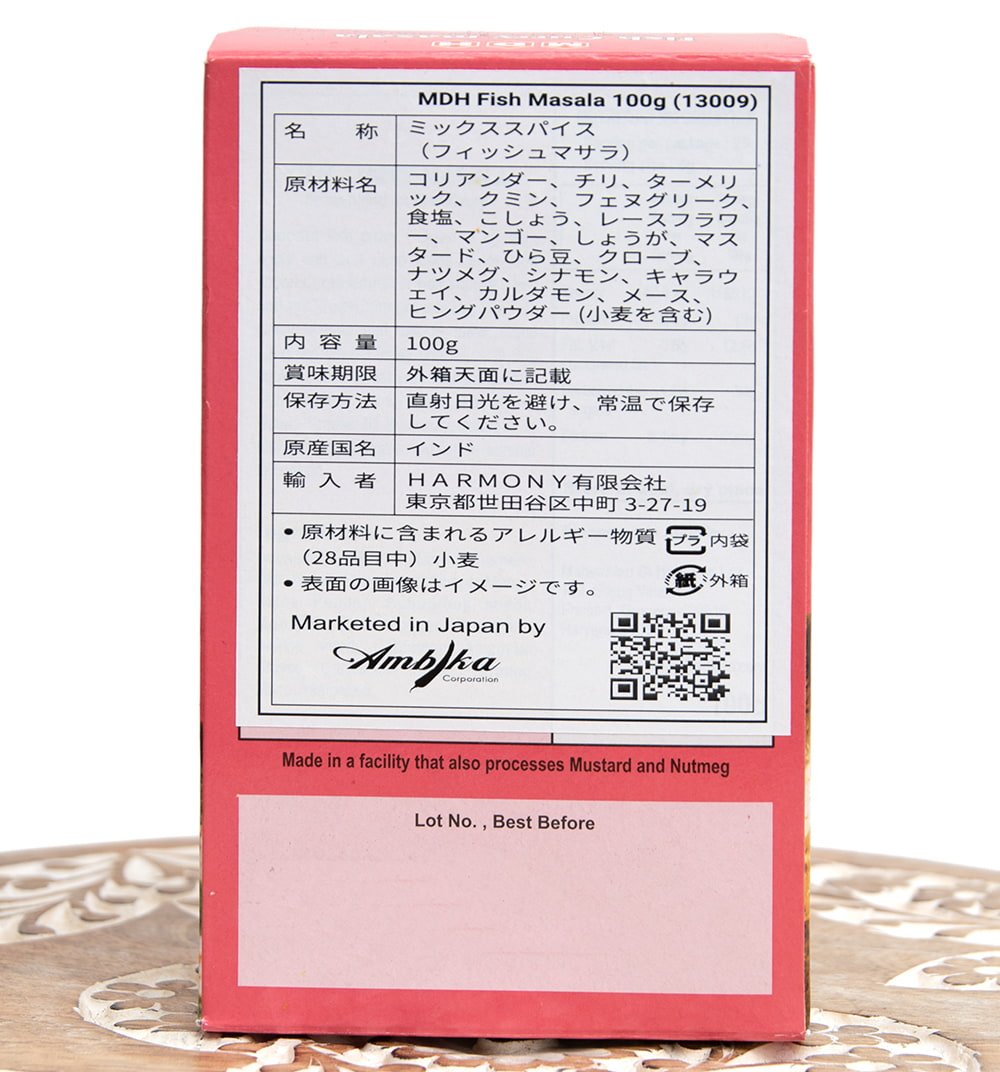 MDH
Fish Curry masala
MDH Fish Masala 100g (13009)
名 称 ミックススパイス
（フィッシュマサラ）
原材料名 コリアンダー、チリ、ターメリ
ック、クミン、フェヌグリーク、
食塩、こしょう、レースフラワ
ー、マンゴー、しょうが、マス
タード、ひら豆、クローブ、
ナツメグ、シナモン、キャラウ
ェイ、カルダモン、メース、
ヒングパウダー (小麦を含む)
内 容 量 100g
賞味期限 外箱天面に記載
保存方法 直射日光を避け、常温で保存
してください。
原産国名 インド
輸 入 者 HARMONY有限会社
東京都世田谷区中町 3-27-19
• 原材料に含まれるアレルギー物質
（28品目中）小麦
• 表面の画像はイメージです。
プラ 内袋
紙 外箱
Marketed in Japan by
Ambika
Corporation
Made in a facility that also processes Mustard and Nutmeg
Lot No. , Best Before